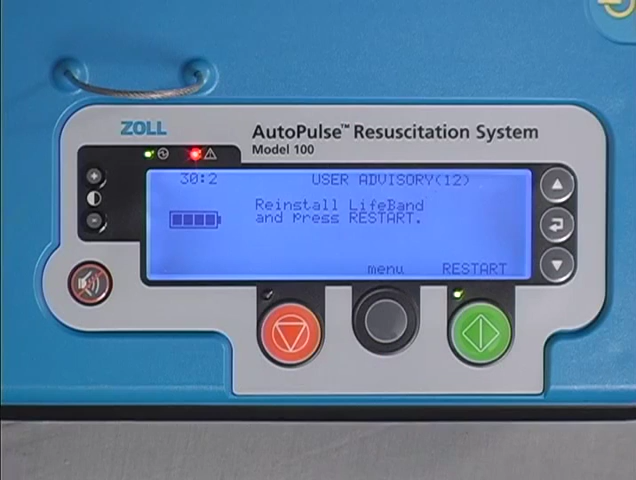 ZOLL
AutoPulse™ Resuscitation System
Model 100
30:2 USER ADVISORY(12)
Reinstall LifeBand
and press RESTART.
menu RESTART